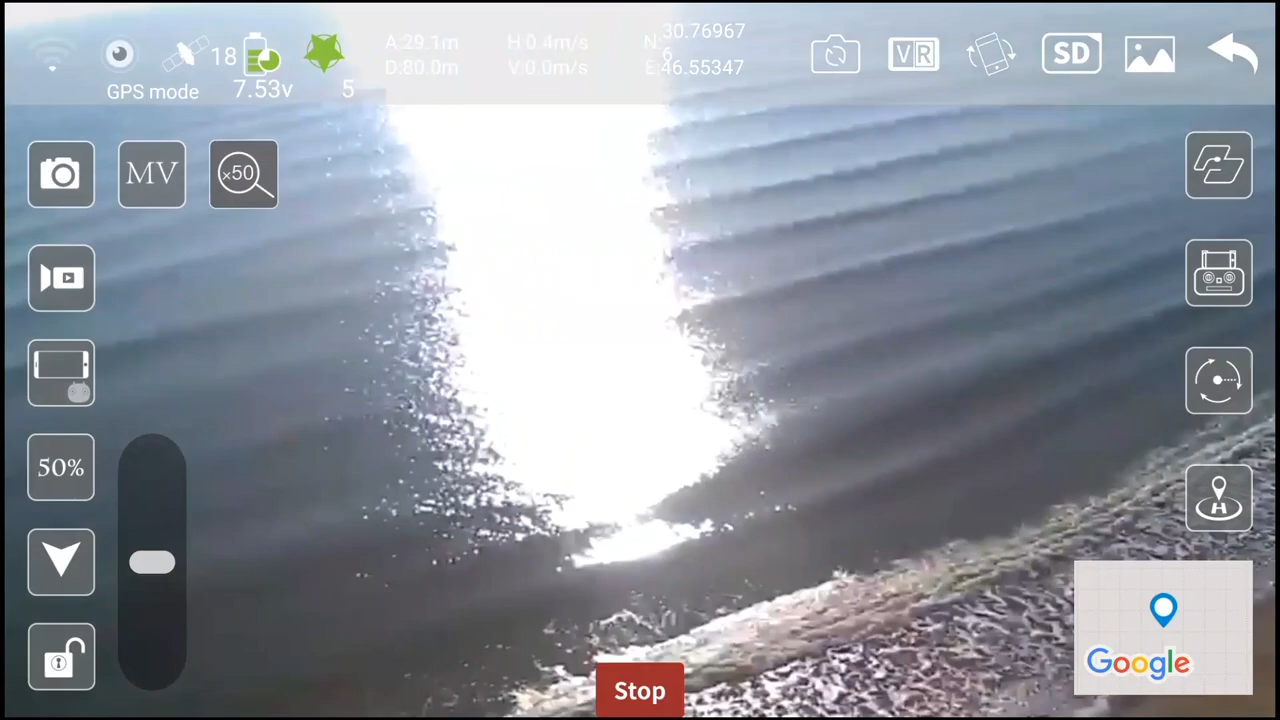 18
GPS mode
7.53v
5
A:29.1m
D:80.0m
H:0.4m/s
V:0.0m/s
N:30.76967
6
E:46.55347
VR
SD
MV
×50
50%
H
Stop
Google